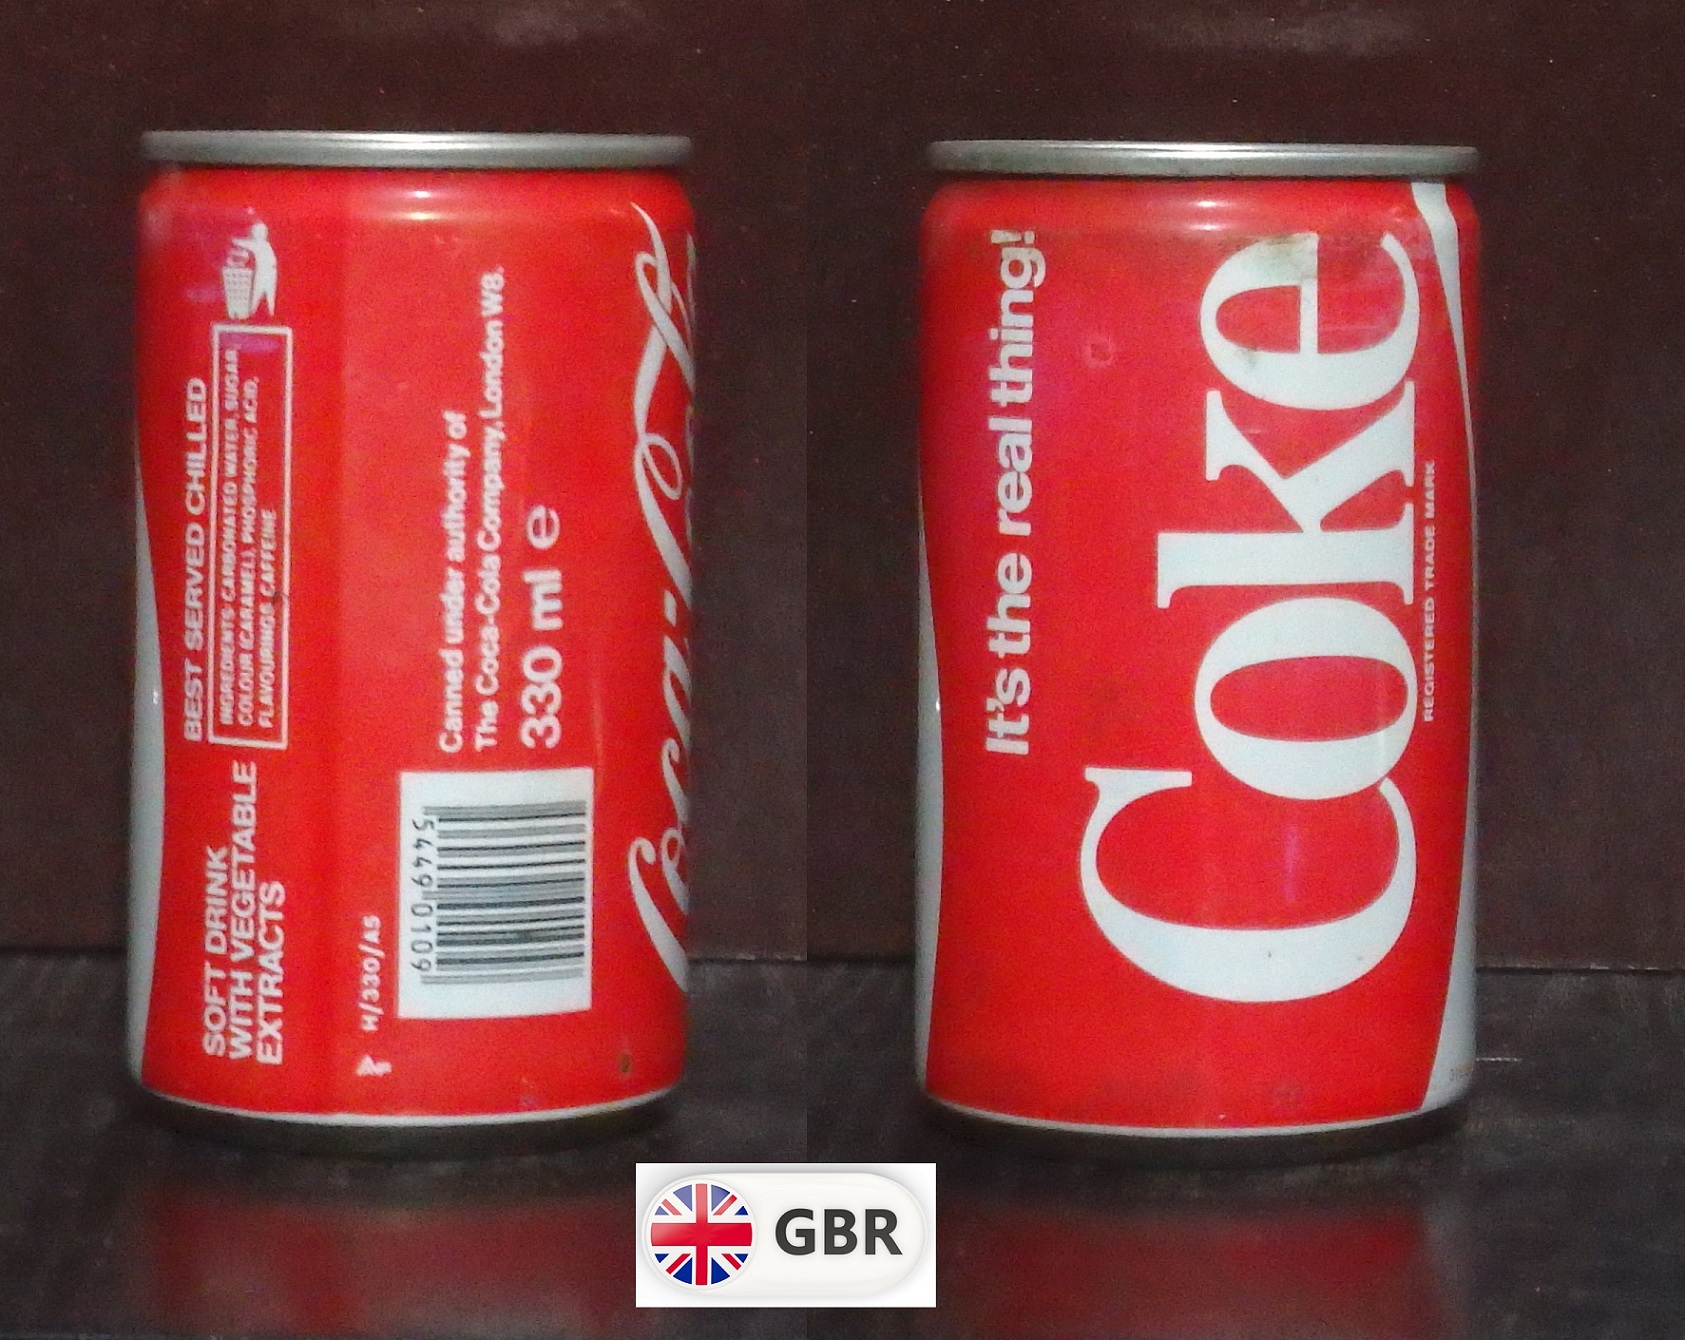 SOFT DRINK
WITH VEGETABLE
EXTRACTS
BEST SERVED CHILLED
INGREDIENTS CARBONATED WATER, SUGAR
COLOUR (CARAMEL), PHOSPHORIC ACID,
FLAVOURINGS CAFFEINE
H/330/A5
5449 0109
Canned under authority of
The Coca-Cola Company, London W8.
330 ml e
Coca-Cola
It's the real thing!
Coke
REGISTERED TRADE MARK
GBR